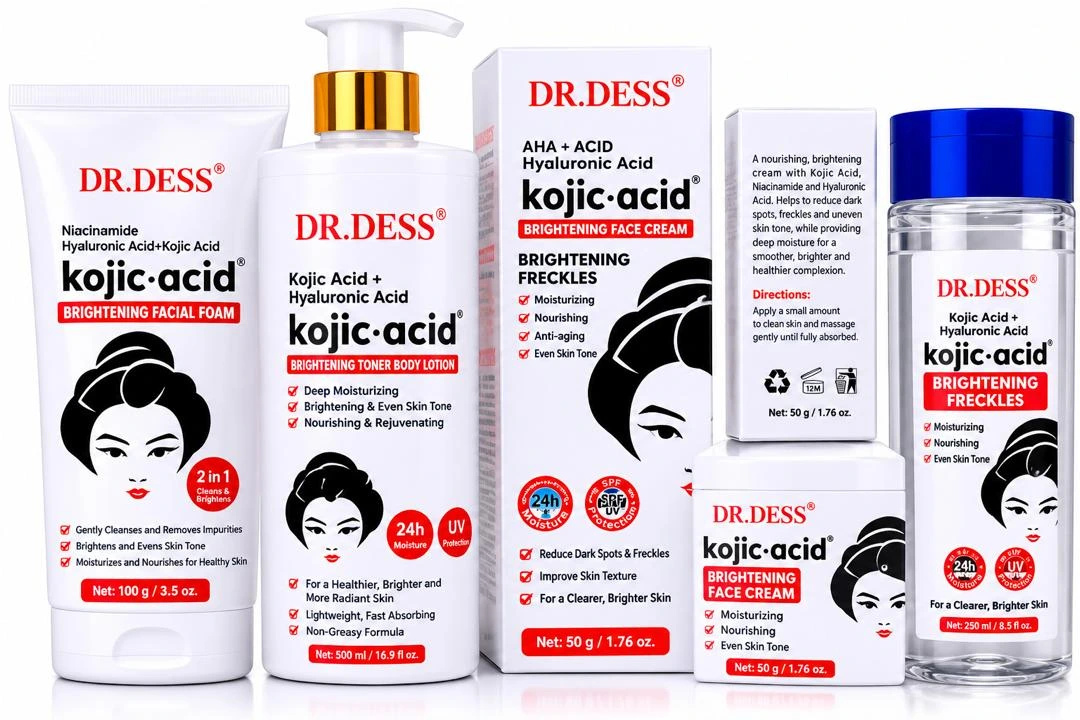 DR.DESS®
Niacinamide
Hyaluronic Acid+Kojic Acid
kojic·acid®
BRIGHTENING FACIAL FOAM
2 in 1
Cleans &
Brightens
Gently Cleanses and Removes Impurities
Brightens and Evens Skin Tone
Moisturizes and Nourishes for Healthy Skin
Net: 100 g / 3.5 oz.
DR.DESS®
Kojic Acid +
Hyaluronic Acid
kojic·acid®
BRIGHTENING TONER BODY LOTION
Deep Moisturizing
Brightening & Even Skin Tone
Nourishing & Rejuvenating
24h
Moisture
UV
Protection
For a Healthier, Brighter and
More Radiant Skin
Lightweight, Fast Absorbing
Non-Greasy Formula
Net: 500 ml / 16.9 fl oz.
DR.DESS®
AHA + ACID
Hyaluronic Acid
kojic·acid®
BRIGHTENING FACE CREAM
BRIGHTENING
FRECKLES
Moisturizing
Nourishing
Anti-aging
Even Skin Tone
24h
Moisture
SPF
UV
Protection
Reduce Dark Spots & Freckles
Improve Skin Texture
For a Clearer, Brighter Skin
Net: 50 g / 1.76 oz.
A nourishing, brightening
cream with Kojic Acid,
Niacinamide and Hyaluronic
Acid. Helps to reduce dark
spots, freckles and uneven
skin tone, while providing
deep moisture for a
smoother, brighter and
healthier complexion.
Directions:
Apply a small amount
to clean skin and massage
gently until fully absorbed.
12M
Net: 50 g / 1.76 oz.
DR.DESS®
kojic·acid®
BRIGHTENING
FACE CREAM
Moisturizing
Nourishing
Even Skin Tone
Net: 50 g / 1.76 oz.
DR.DESS®
Kojic Acid +
Hyaluronic Acid
kojic·acid®
BRIGHTENING
FRECKLES
Moisturizing
Nourishing
Even Skin Tone
24h
Moisture
UV
Protection
For a Clearer, Brighter Skin
Net: 250 ml / 8.5 fl oz.